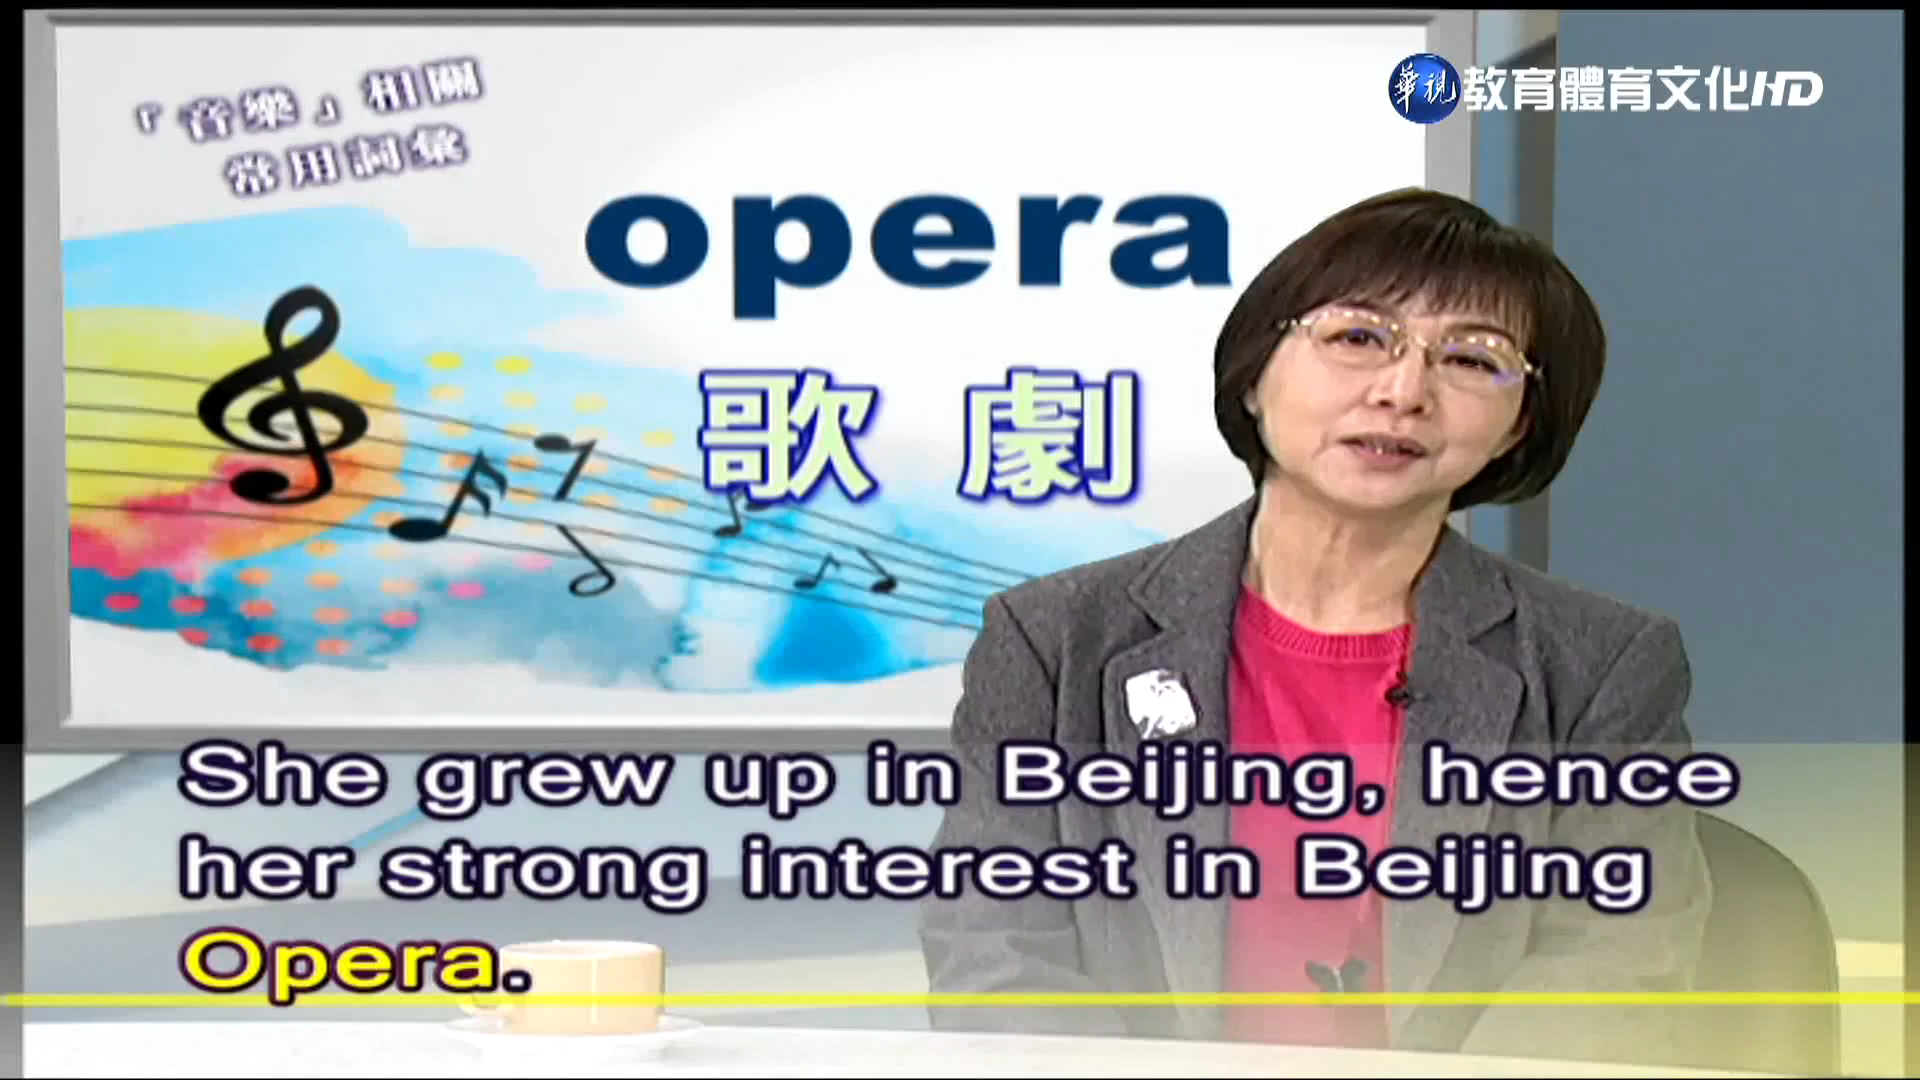 「音樂」相關
常用詞彙
華視 教育體育文化HD
opera
歌劇
She grew up in Beijing, hence
her strong interest in Beijing
Opera.